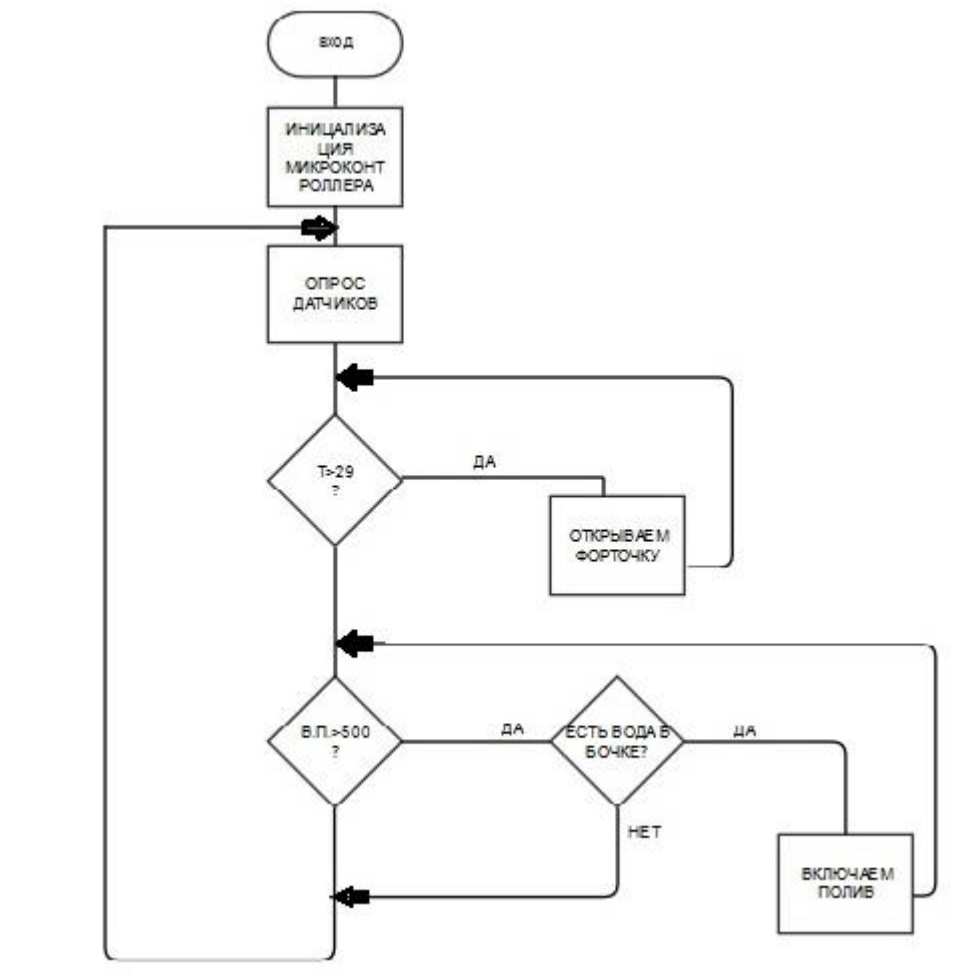 ВХОД
ИНИЦАЛИЗА
ЦИЯ
МИКРОКОНТ
РОЛЛЕРА
ОПРОС
ДАТЧИКОВ
Т>29
?
ДА
ОТКРЫВАЕМ
ФОРТОЧКУ
В.П.>500
?
ДА
ЕСТЬ ВОДА В
БОЧКЕ?
ДА
НЕТ
ВКЛЮЧАЕМ
ПОЛИВ